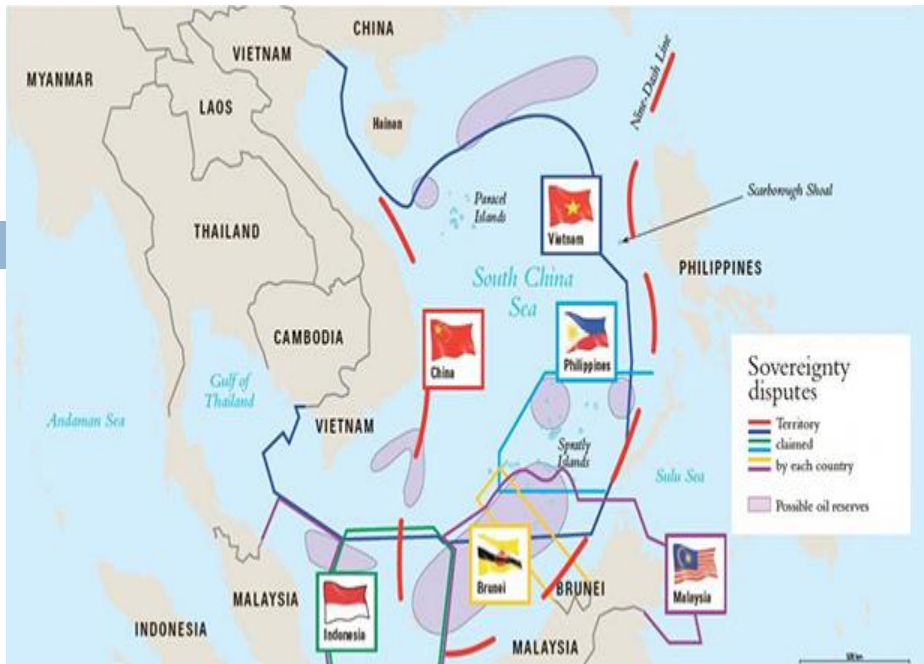 CHINA
VIETNAM
MYANMAR
LAOS
Hainan
Nine-Dash Line
Paracel
Islands
Scarborough Shoal
Vietnam
THAILAND
South China
Sea
PHILIPPINES
CAMBODIA
China
Philippines
Gulf of
Thailand
Andaman Sea
VIETNAM
Spratly
Islands
Sulu Sea
Sovereignty
disputes
Territory
claimed
by each country
Possible oil reserves
Brunei
BRUNEI
Malaysia
MALAYSIA
Indonesia
INDONESIA
MALAYSIA